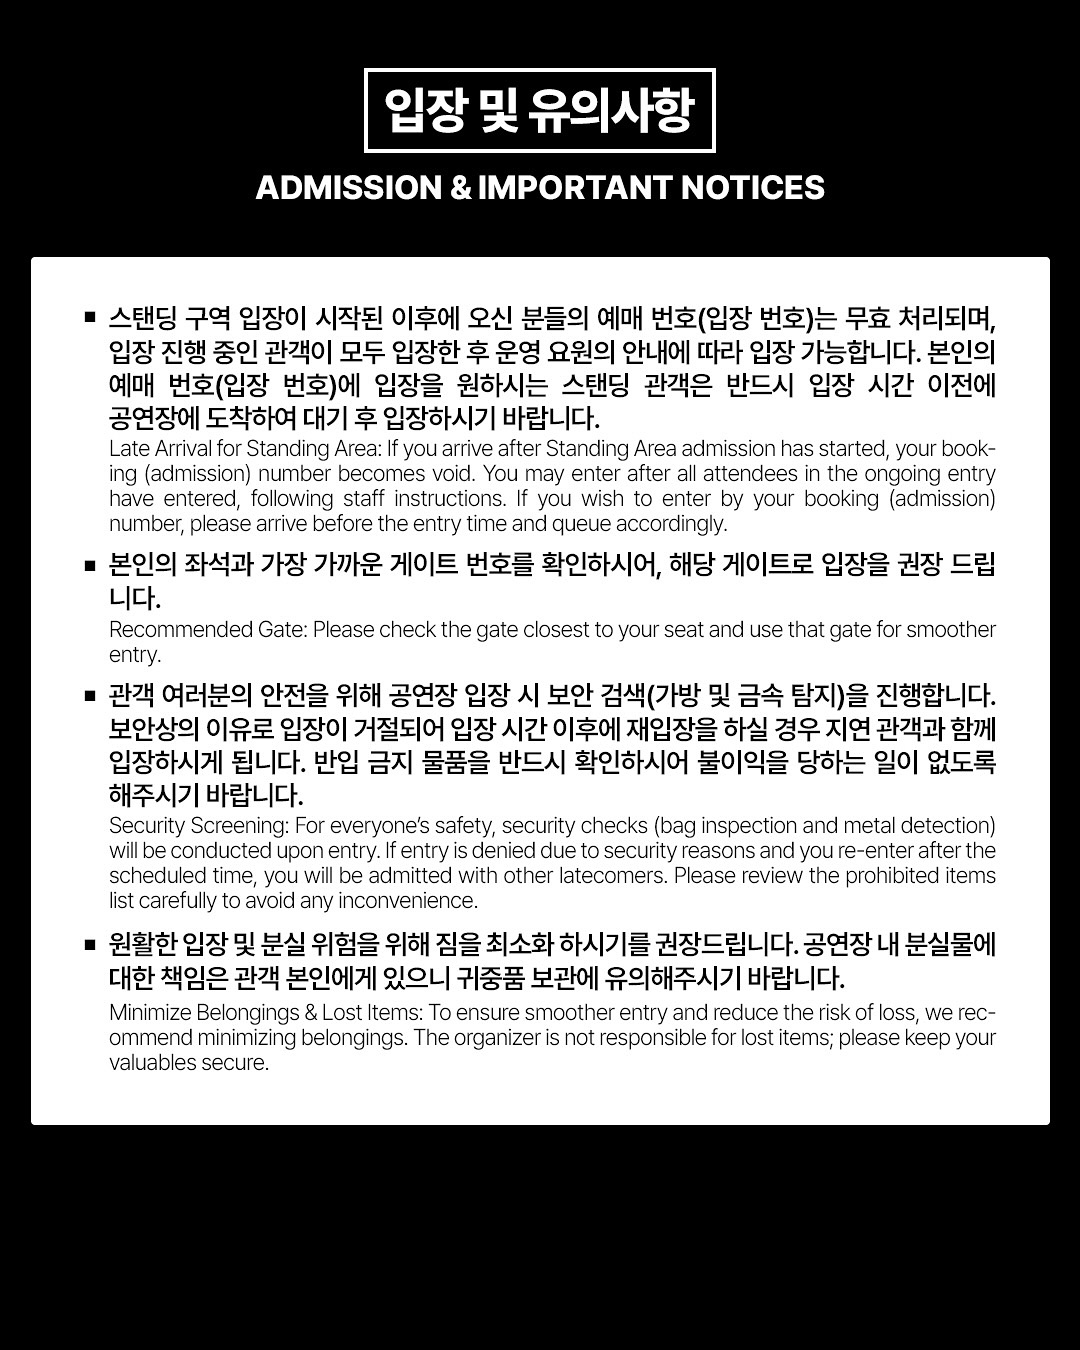 입장 및 유의사항
ADMISSION & IMPORTANT NOTICES
■ 스탠딩 구역 입장이 시작된 이후에 오신 분들의 예매 번호(입장 번호)는 무효 처리되며,
입장 진행 중인 관객이 모두 입장한 후 운영 요원의 안내에 따라 입장 가능합니다. 본인의
예매 번호(입장 번호)에 입장을 원하시는 스탠딩 관객은 반드시 입장 시간 이전에
공연장에 도착하여 대기 후 입장하시기 바랍니다.
Late Arrival for Standing Area: If you arrive after Standing Area admission has started, your book-
ing (admission) number becomes void. You may enter after all attendees in the ongoing entry
have entered, following staff instructions. If you wish to enter by your booking (admission)
number, please arrive before the entry time and queue accordingly.
■ 본인의 좌석과 가장 가까운 게이트 번호를 확인하시어, 해당 게이트로 입장을 권장 드립
니다.
Recommended Gate: Please check the gate closest to your seat and use that gate for smoother
entry.
■ 관객 여러분의 안전을 위해 공연장 입장 시 보안 검색(가방 및 금속 탐지)을 진행합니다.
보안상의 이유로 입장이 거절되어 입장 시간 이후에 재입장을 하실 경우 지연 관객과 함께
입장하시게 됩니다. 반입 금지 물품을 반드시 확인하시어 불이익을 당하는 일이 없도록
해주시기 바랍니다.
Security Screening: For everyone’s safety, security checks (bag inspection and metal detection)
will be conducted upon entry. If entry is denied due to security reasons and you re-enter after the
scheduled time, you will be admitted with other latecomers. Please review the prohibited items
list carefully to avoid any inconvenience.
■ 원활한 입장 및 분실 위험을 위해 짐을 최소화 하시기를 권장드립니다. 공연장 내 분실물에
대한 책임은 관객 본인에게 있으니 귀중품 보관에 유의해주시기 바랍니다.
Minimize Belongings & Lost Items: To ensure smoother entry and reduce the risk of loss, we rec-
ommend minimizing belongings. The organizer is not responsible for lost items; please keep your
valuables secure.